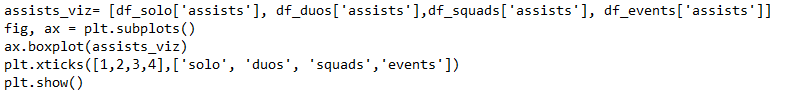 assists_viz= [df_solo['assists'], df_duos['assists'],df_squads['assists'], df_events['assists']]
fig, ax = plt.subplots()
ax.boxplot(assists_viz)
plt.xticks([1,2,3,4],['solo', 'duos', 'squads','events'])
plt.show()